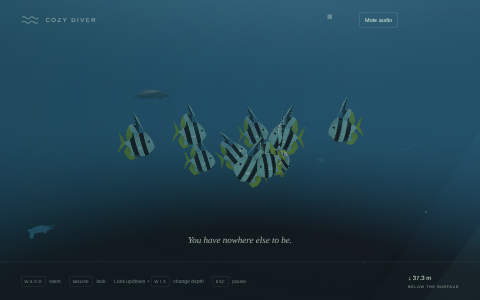 COZY DIVER
Mute audio
You have nowhere else to be.
W A S D swim MOUSE look Look up/down + W / S change depth ESC pause
↓ 37.3 m
BELOW THE SURFACE